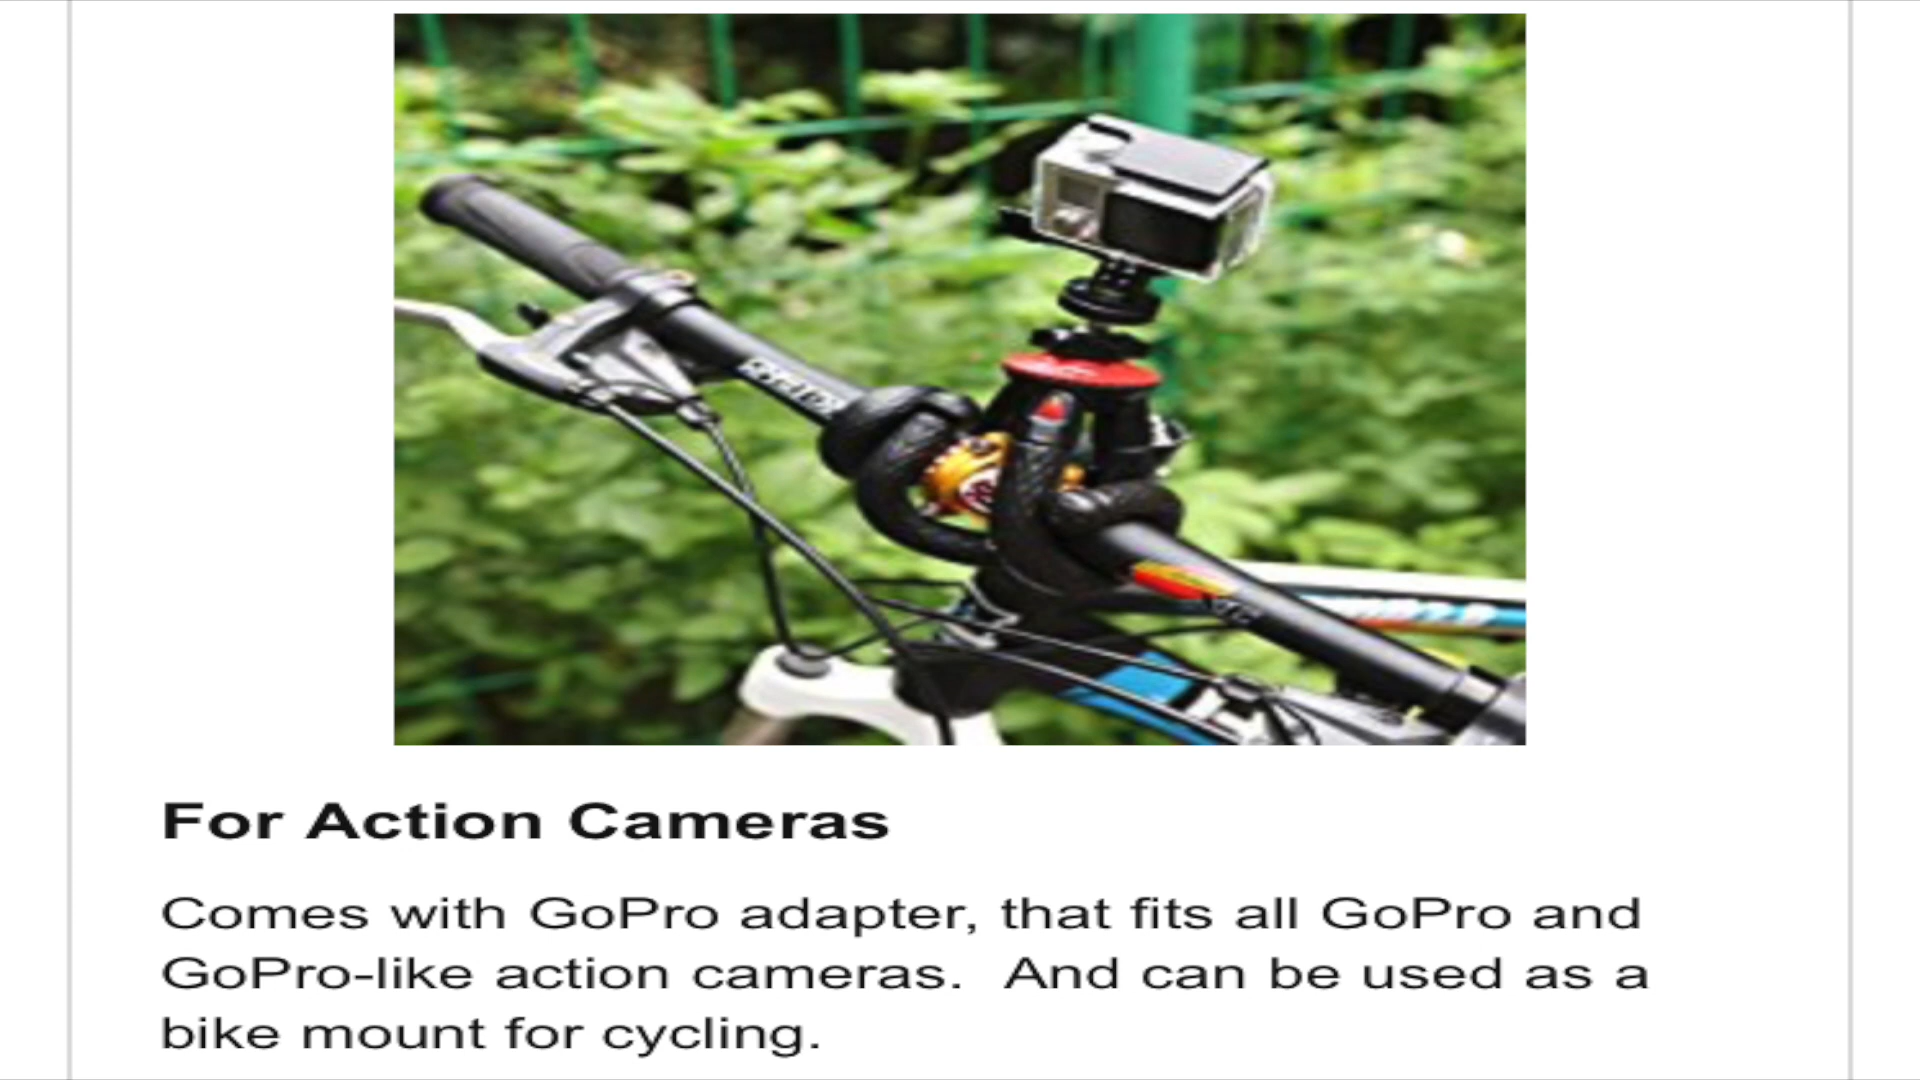 For Action Cameras
Comes with GoPro adapter, that fits all GoPro and
GoPro-like action cameras.  And can be used as a
bike mount for cycling.